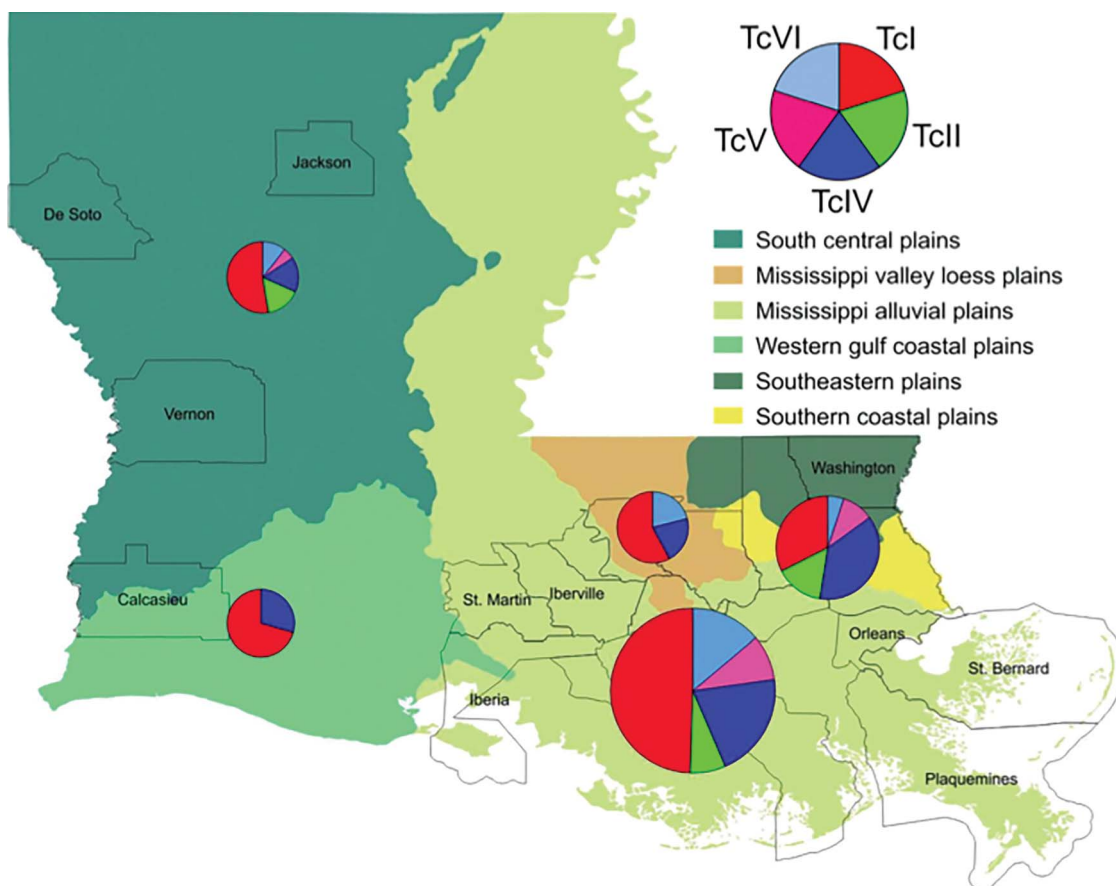 TcVI
TcI
TcV
TcII
TcIV
South central plains
Mississippi valley loess plains
Mississippi alluvial plains
Western gulf coastal plains
Southeastern plains
Southern coastal plains
Jackson
De Soto
Vernon
Washington
Calcasieu
St. Martin
Iberville
Orleans
St. Bernard
Iberia
Plaquemines